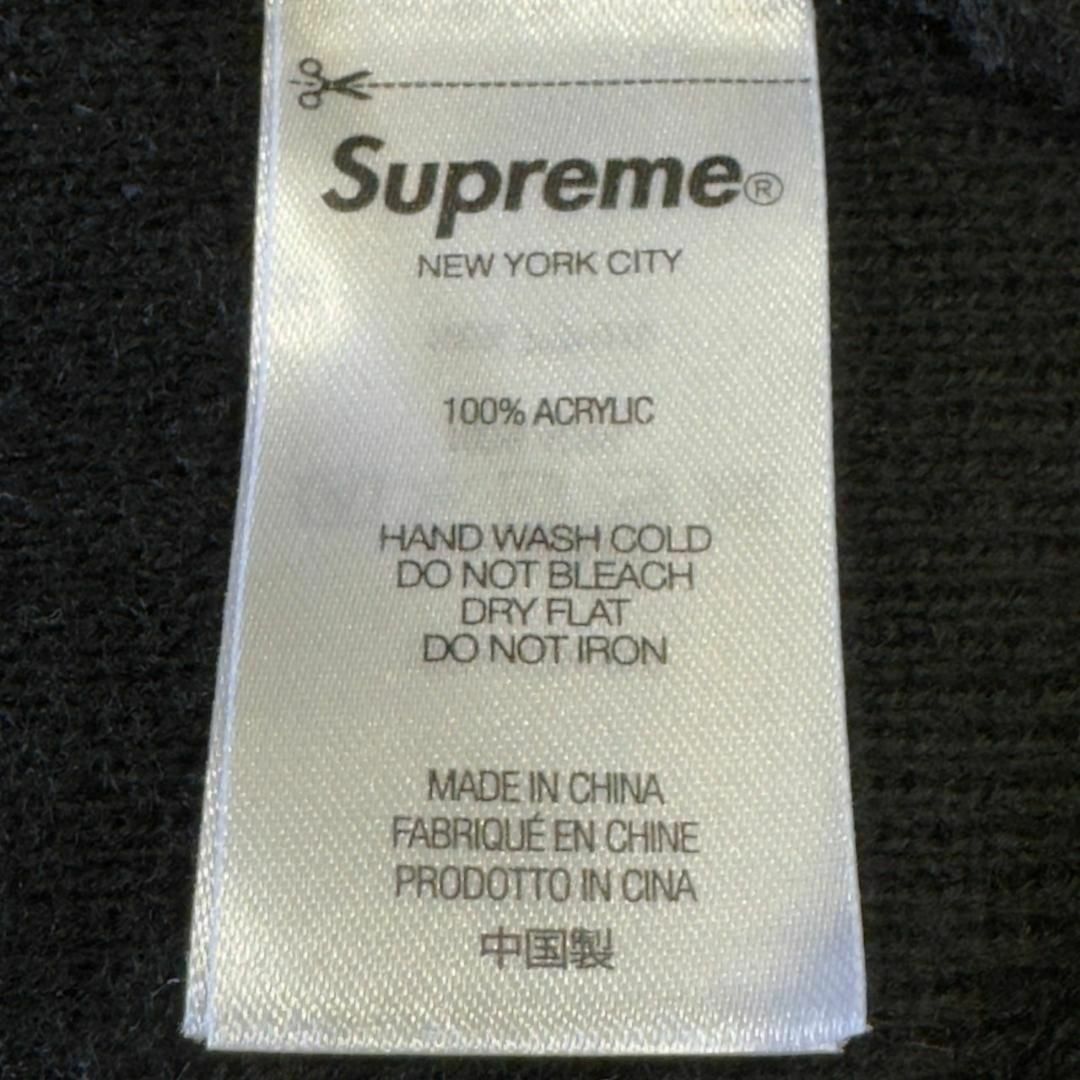 Supreme®
NEW YORK CITY
100% ACRYLIC
HAND WASH COLD
DO NOT BLEACH
DRY FLAT
DO NOT IRON
MADE IN CHINA
FABRIQUÉ EN CHINE
PRODOTTO IN CINA
中国製